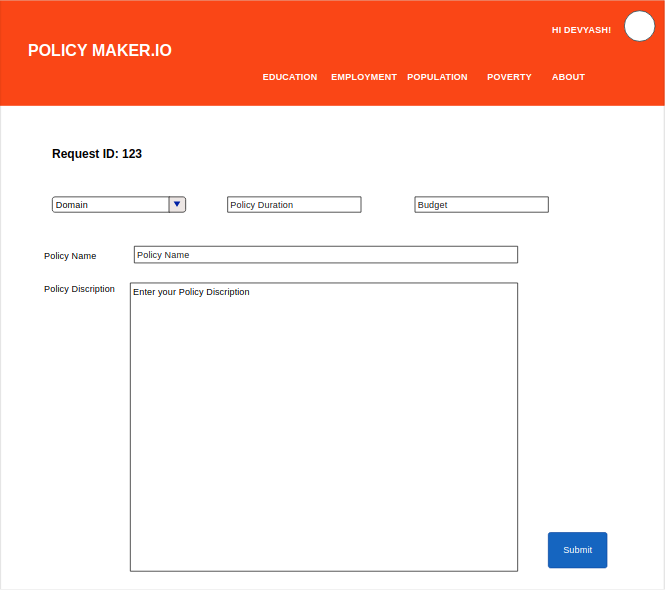 HI DEVYASH!
POLICY MAKER.IO
EDUCATION EMPLOYMENT POPULATION POVERTY ABOUT
Request ID: 123
Domain Policy Duration Budget
Policy Name Policy Name
Policy Discription Enter your Policy Discription
Submit